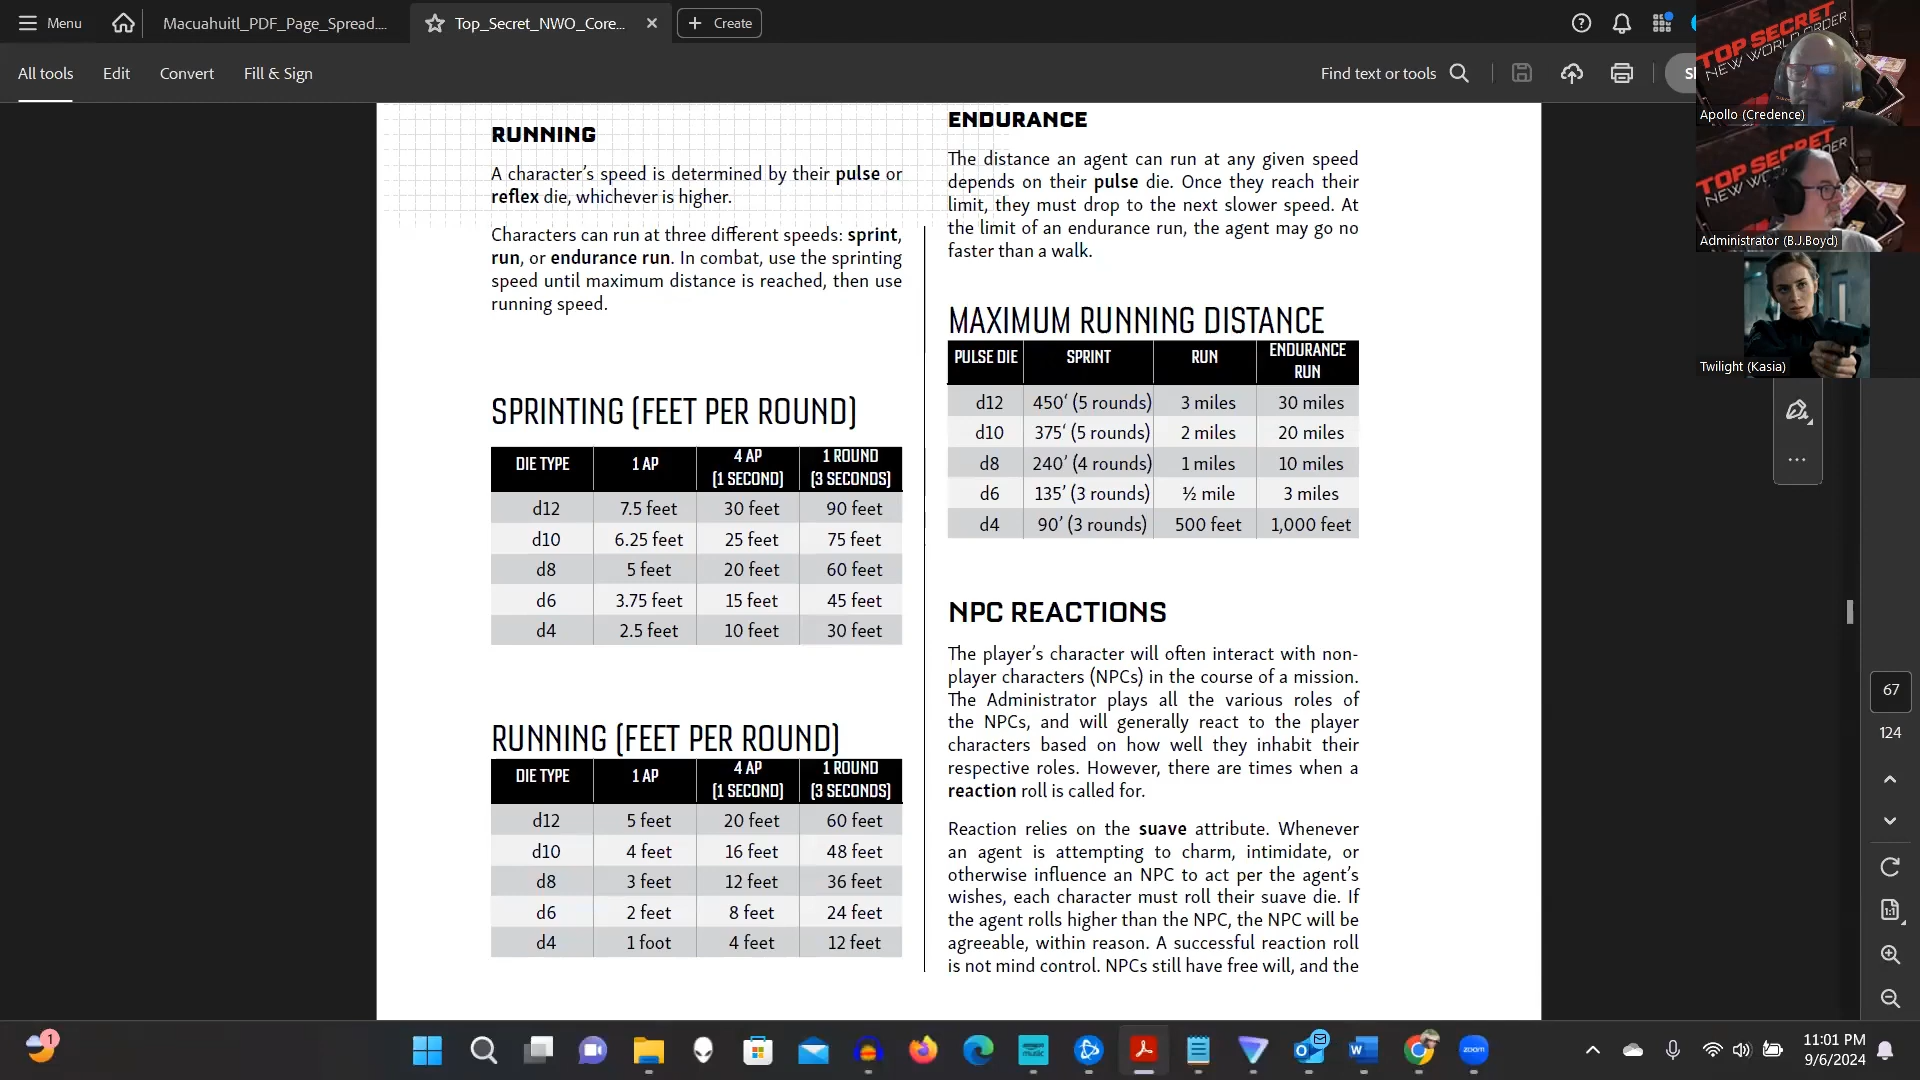 Menu
Macuahuitl_PDF_Page_Spread....
Top_Secret_NWO_Core...
Create
All tools
Edit
Convert
Fill & Sign
Find text or tools
RUNNING
A character's speed is determined by their pulse or
reflex die, whichever is higher.
Characters can run at three different speeds: sprint,
run, or endurance run. In combat, use the sprinting
speed until maximum distance is reached, then use
running speed.
SPRINTING (FEET PER ROUND)
DIE TYPE 1 AP 4 AP (1 SECOND) 1 ROUND (3 SECONDS)
d12 7.5 feet 30 feet 90 feet
d10 6.25 feet 25 feet 75 feet
d8 5 feet 20 feet 60 feet
d6 3.75 feet 15 feet 45 feet
d4 2.5 feet 10 feet 30 feet
RUNNING (FEET PER ROUND)
DIE TYPE 1 AP 4 AP (1 SECOND) 1 ROUND (3 SECONDS)
d12 5 feet 20 feet 60 feet
d10 4 feet 16 feet 48 feet
d8 3 feet 12 feet 36 feet
d6 2 feet 8 feet 24 feet
d4 1 foot 4 feet 12 feet
ENDURANCE
The distance an agent can run at any given speed
depends on their pulse die. Once they reach their
limit, they must drop to the next slower speed. At
the limit of an endurance run, the agent may go no
faster than a walk.
MAXIMUM RUNNING DISTANCE
PULSE DIE SPRINT RUN ENDURANCE RUN
d12 450‘ (5 rounds) 3 miles 30 miles
d10 375‘ (5 rounds) 2 miles 20 miles
d8 240’ (4 rounds) 1 miles 10 miles
d6 135’ (3 rounds) ½ mile 3 miles
d4 90’ (3 rounds) 500 feet 1,000 feet
NPC REACTIONS
The player's character will often interact with non-
player characters (NPCs) in the course of a mission.
The Administrator plays all the various roles of
the NPCs, and will generally react to the player
characters based on how well they inhabit their
respective roles. However, there are times when a
reaction roll is called for.
Reaction relies on the suave attribute. Whenever
an agent is attempting to charm, intimidate, or
otherwise influence an NPC to act per the agent's
wishes, each character must roll their suave die. If
the agent rolls higher than the NPC, the NPC will be
agreeable, within reason. A successful reaction roll
is not mind control. NPCs still have free will, and the
TOP SECRET
NEW WORLD ORDER
Apollo (Credence)
TOP SECRET
Administrator (B.J.Boyd)
Twilight (Kasia)
67
124
1:1
1
amazon
music
zoom
11:01 PM
9/6/2024